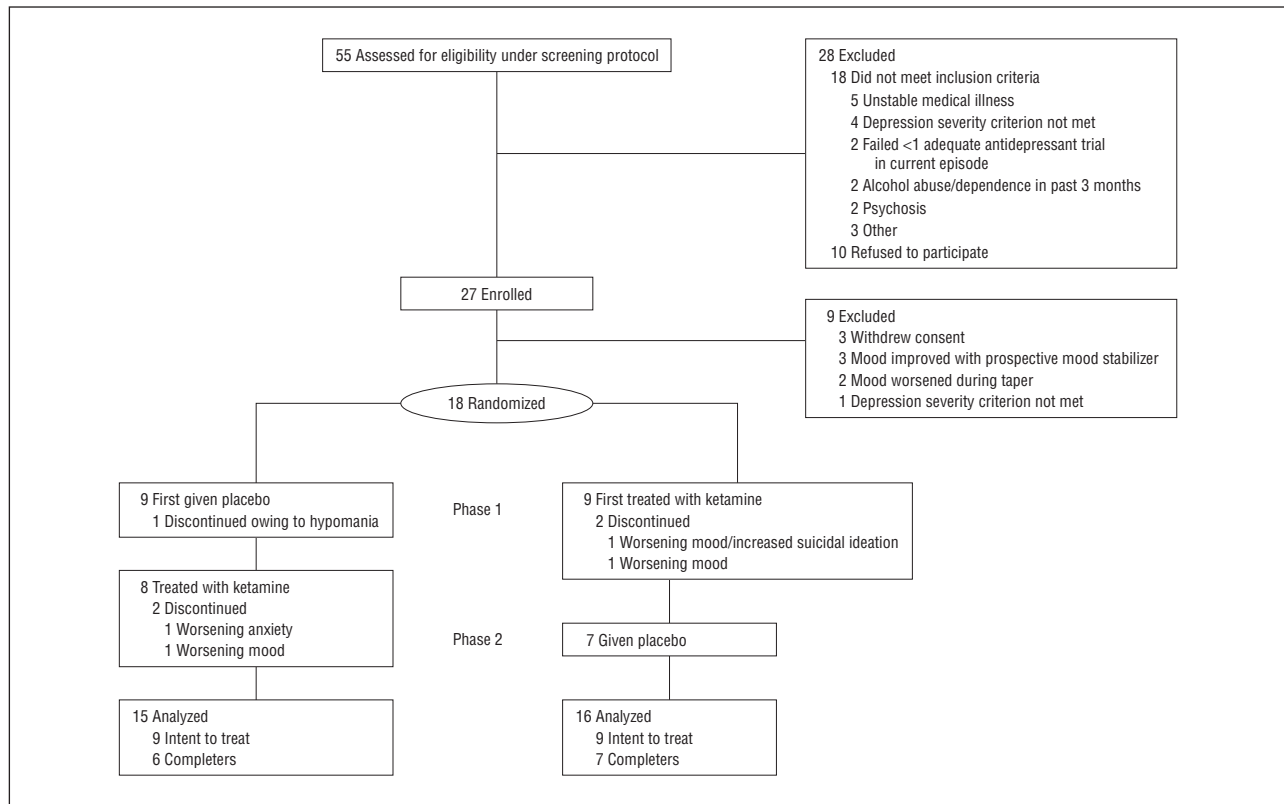 55 Assessed for eligibility under screening protocol
28 Excluded
18 Did not meet inclusion criteria
5 Unstable medical illness
4 Depression severity criterion not met
2 Failed <1 adequate antidepressant trial
in current episode
2 Alcohol abuse/dependence in past 3 months
2 Psychosis
3 Other
10 Refused to participate
27 Enrolled
9 Excluded
3 Withdrew consent
3 Mood improved with prospective mood stabilizer
2 Mood worsened during taper
1 Depression severity criterion not met
18 Randomized
9 First given placebo
1 Discontinued owing to hypomania
Phase 1
9 First treated with ketamine
2 Discontinued
1 Worsening mood/increased suicidal ideation
1 Worsening mood
8 Treated with ketamine
2 Discontinued
1 Worsening anxiety
1 Worsening mood
Phase 2
7 Given placebo
15 Analyzed
9 Intent to treat
6 Completers
16 Analyzed
9 Intent to treat
7 Completers